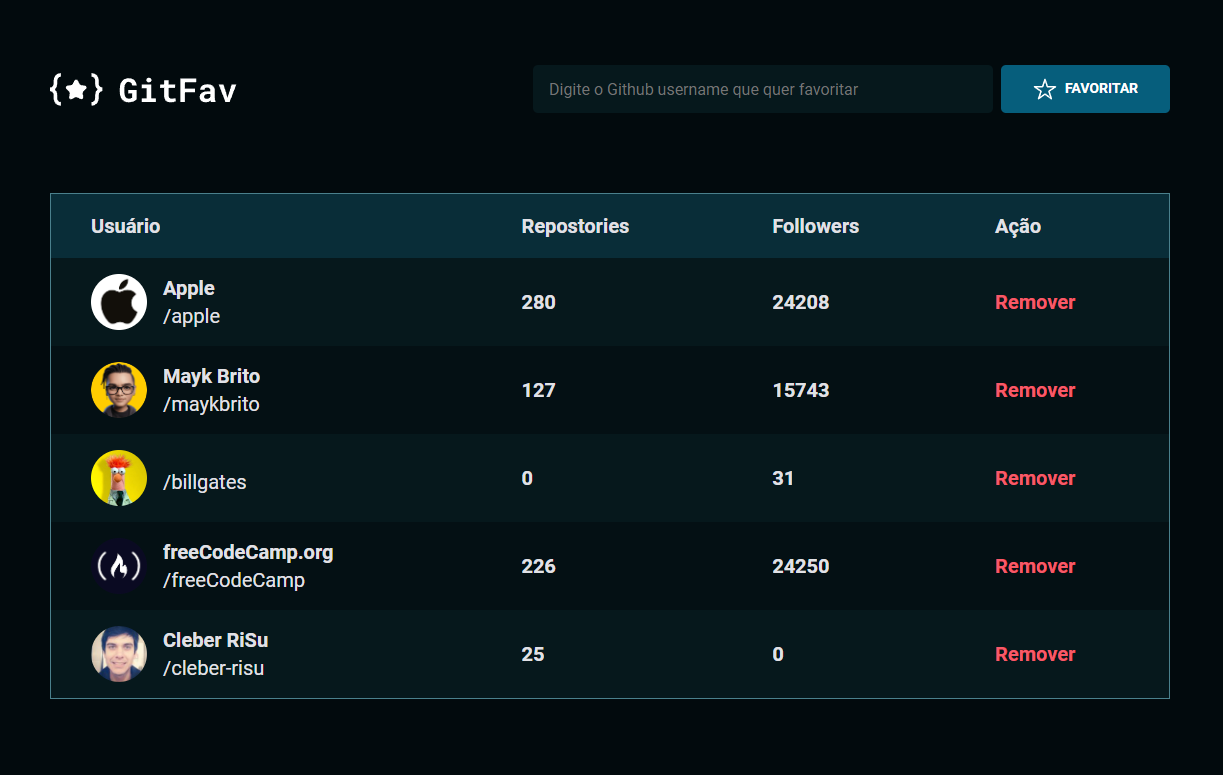 {★} GitFav
Digite o Github username que quer favoritar
FAVORITAR
Usuário Repostories Followers Ação
Apple
/apple
280 24208 Remover
Mayk Brito
/maykbrito
127 15743 Remover
/billgates
0 31 Remover
freeCodeCamp.org
/freeCodeCamp
226 24250 Remover
Cleber RiSu
/cleber-risu
25 0 Remover